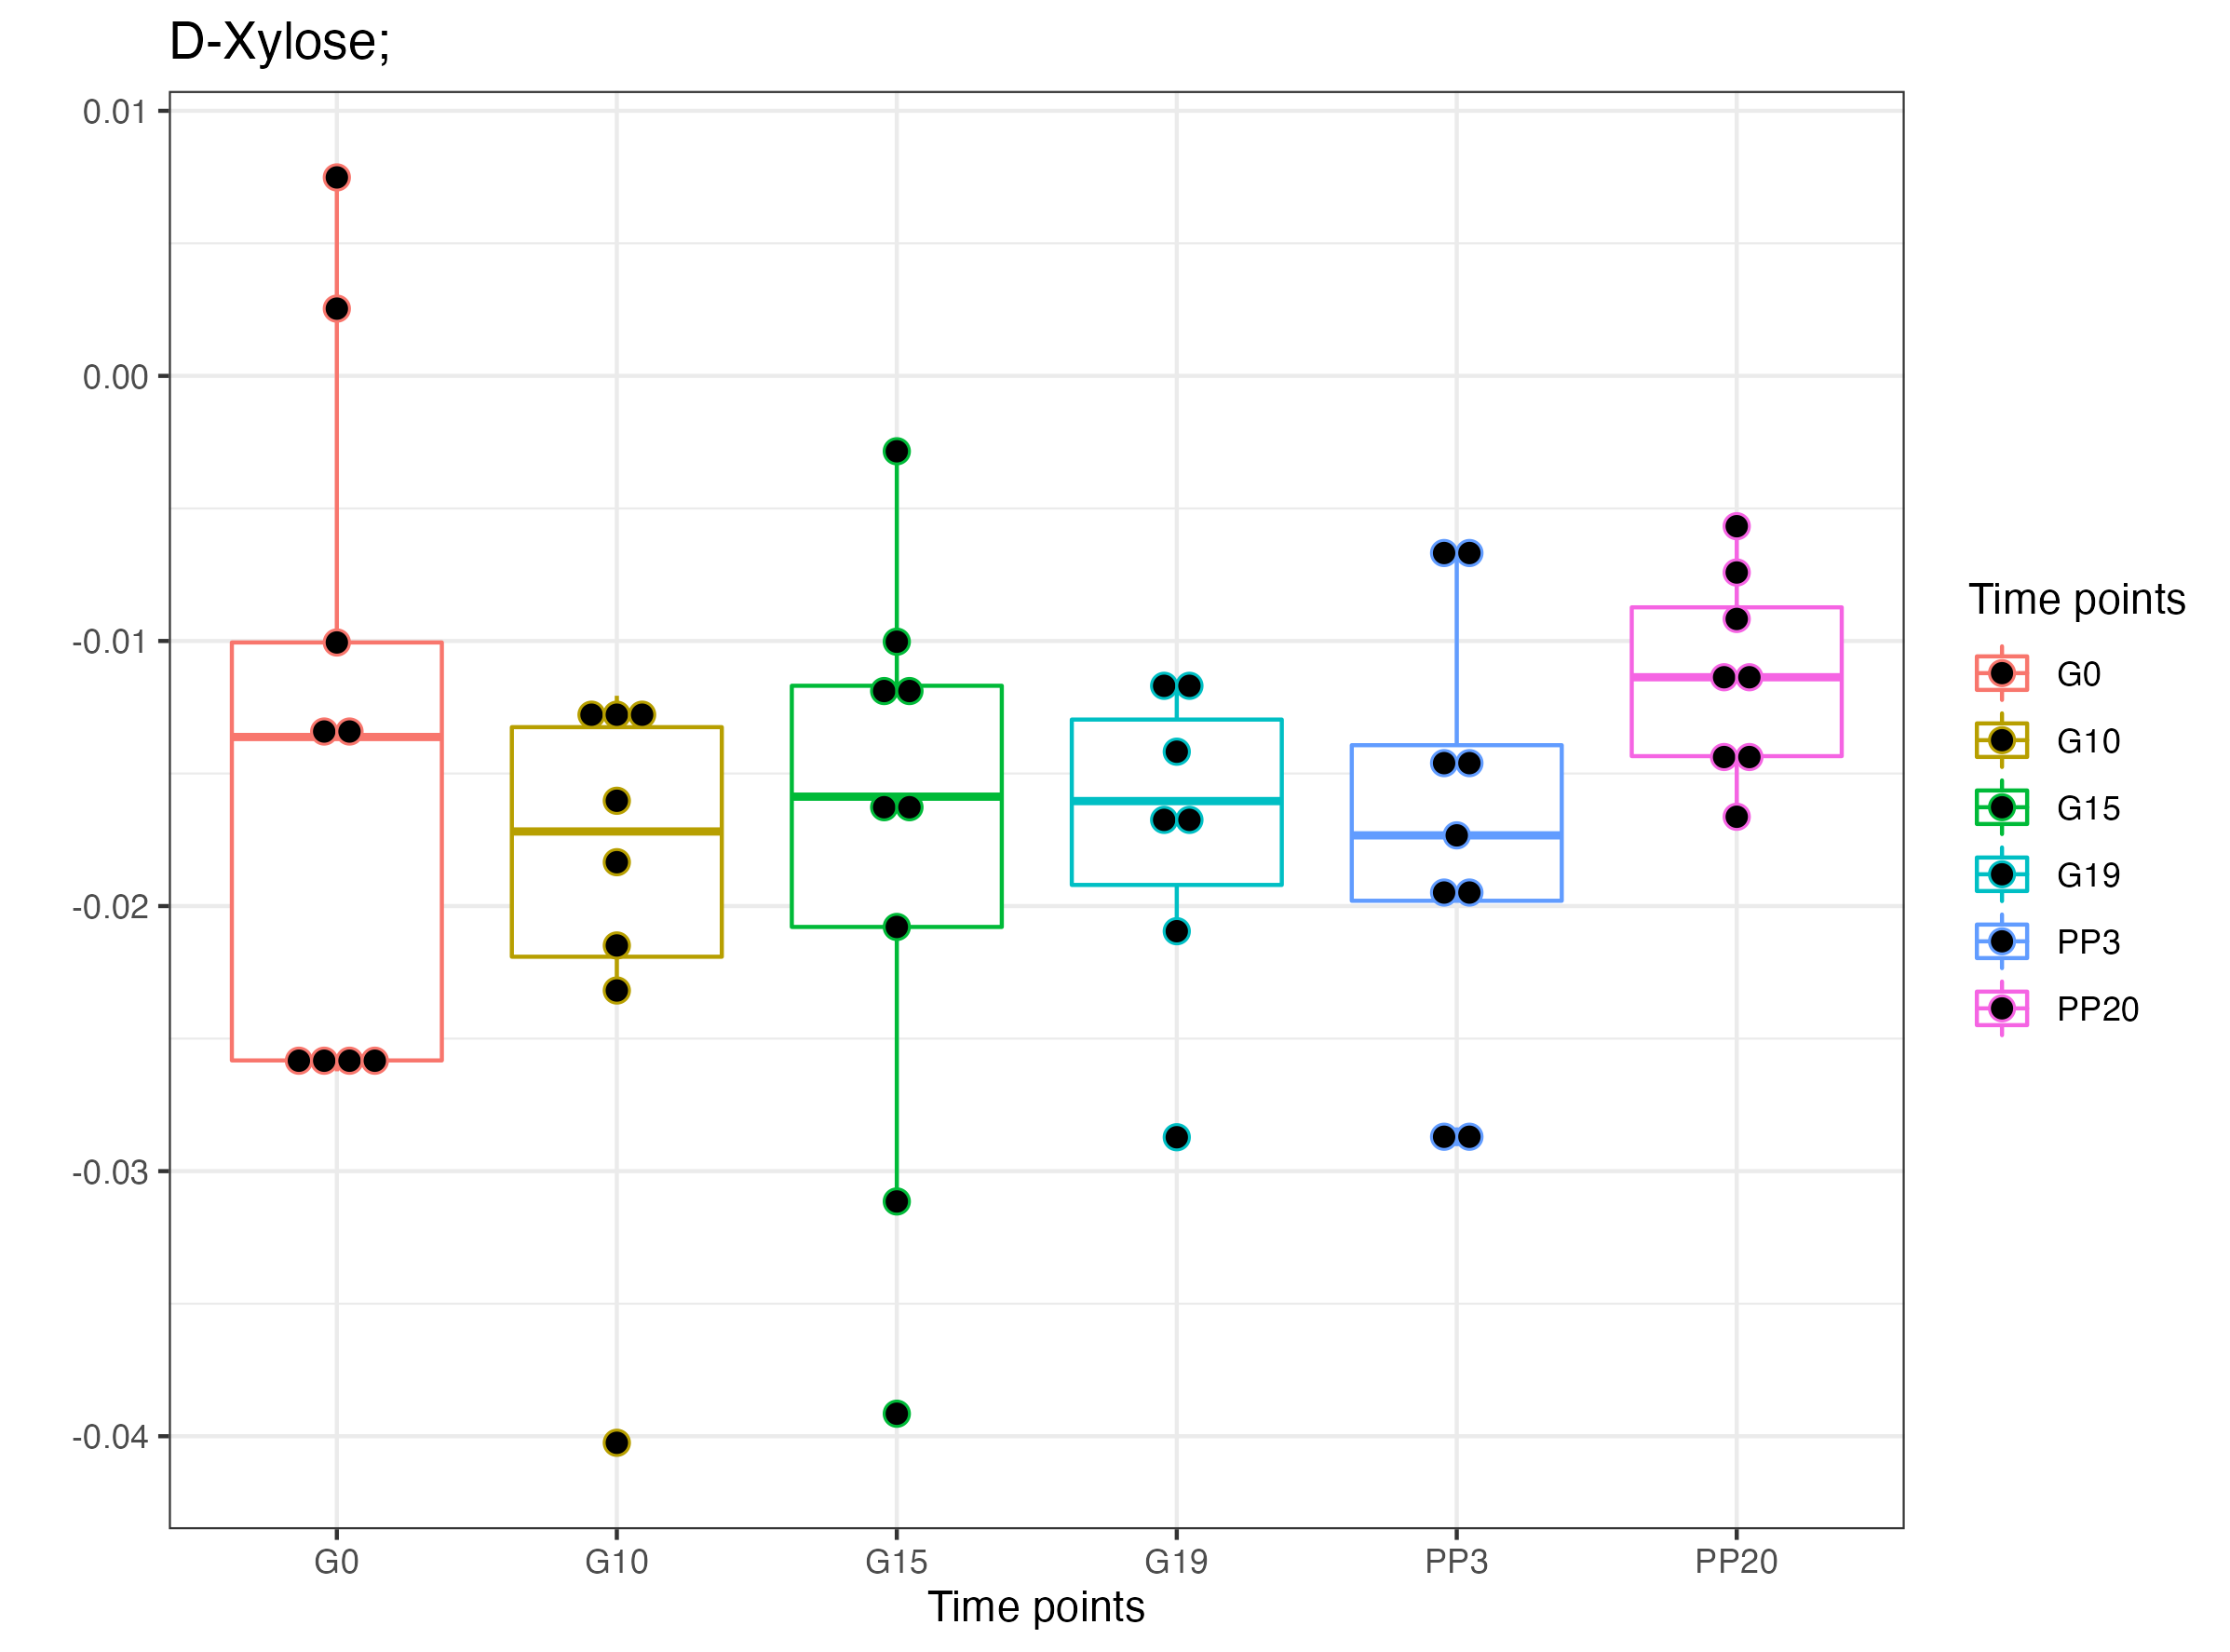 D-Xylose;
0.01
0.00
-0.01
-0.02
-0.03
-0.04
G0 G10 G15 G19 PP3 PP20
Time points
Time points
G0
G10
G15
G19
PP3
PP20